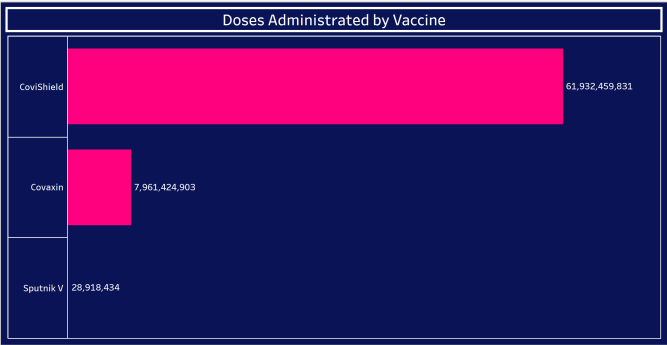 Doses Administrated by Vaccine
CoviShield 61,932,459,831
Covaxin 7,961,424,903
Sputnik V 28,918,434